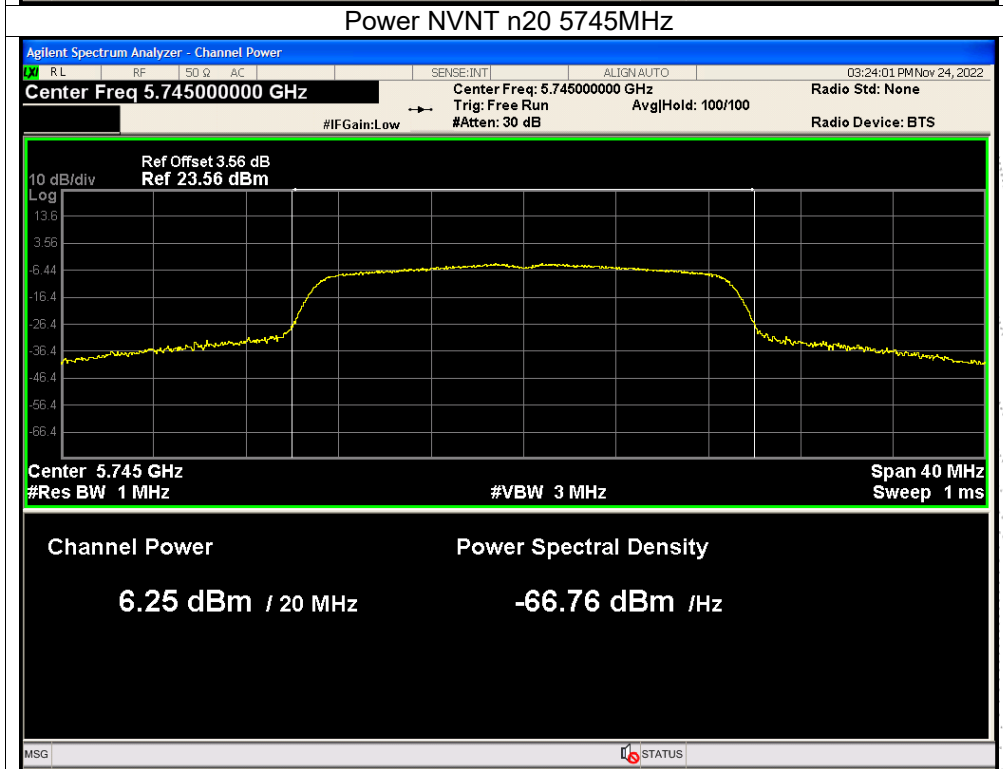 Power NVNT n20 5745MHz
Agilent Spectrum Analyzer - Channel Power
LXI RL RF 50 Ω AC SENSE:INT ALIGN AUTO 03:24:01 PM Nov 24, 2022
Center Freq 5.745000000 GHz Center Freq: 5.745000000 GHz Radio Std: None
Trig: Free Run Avg|Hold: 100/100
#IFGain:Low #Atten: 30 dB Radio Device: BTS
Ref Offset 3.56 dB
10 dB/div Ref 23.56 dBm
Log
13.6
3.56
-6.44
-16.4
-26.4
-36.4
-46.4
-56.4
-66.4
Center 5.745 GHz Span 40 MHz
#Res BW 1 MHz #VBW 3 MHz Sweep 1 ms
Channel Power Power Spectral Density
6.25 dBm / 20 MHz -66.76 dBm /Hz
MSG STATUS